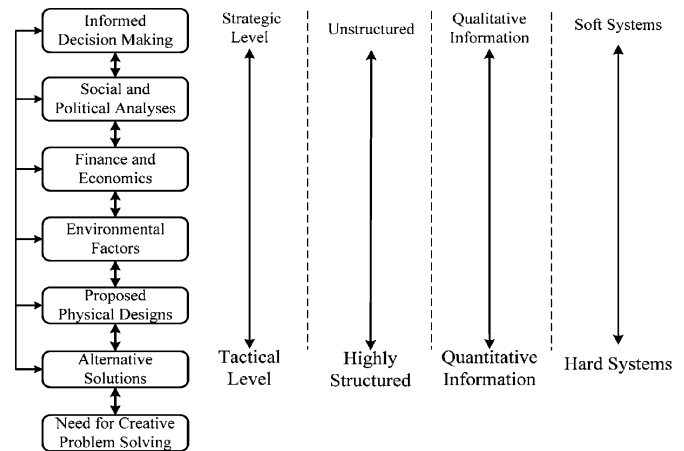 Informed
Decision Making
Social and
Political Analyses
Finance and
Economics
Environmental
Factors
Proposed
Physical Designs
Alternative
Solutions
Need for Creative
Problem Solving
Strategic
Level
Tactical
Level
Unstructured
Highly
Structured
Qualitative
Information
Quantitative
Information
Soft Systems
Hard Systems